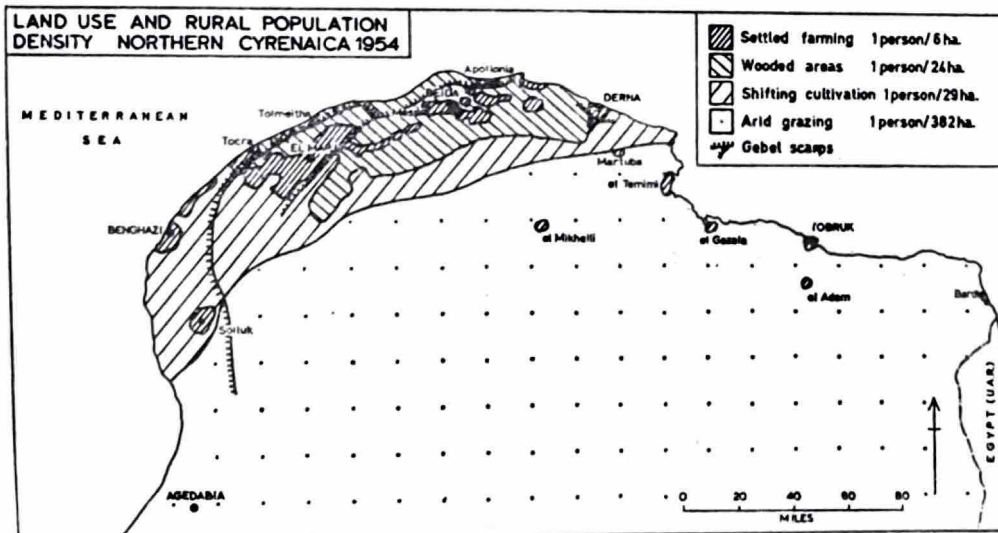 LAND USE AND RURAL POPULATION
DENSITY NORTHERN CYRENAICA 1954
Settled farming 1 person/6 ha.
Wooded areas 1 person/24 ha.
Shifting cultivation 1 person/29 ha.
Arid grazing 1 person/382 ha.
Gebel scarps
MEDITERRANEAN
SEA
Apollonia
BEIDA
DERNA
Tolmeitha
Tocra
EL MARJ
Martuba
el Temimi
BENGHAZI
el Mikhelli
el Gazala
TOBRUK
el Adem
Solluk
EGYPT (UAR)
AGEDABIA
0 20 40 60 80
MILES